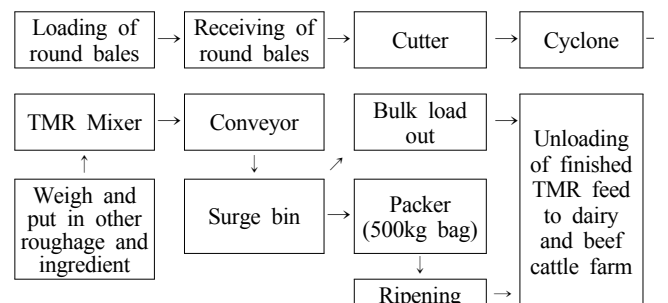 Loading of
round bales
Receiving of
round bales
Cutter
Cyclone
TMR Mixer
Conveyor
Bulk load
out
Unloading
of finished
TMR feed
to dairy
and beef
cattle farm
Weigh and
put in other
roughage and
ingredient
Surge bin
Packer
(500kg bag)
Ripening